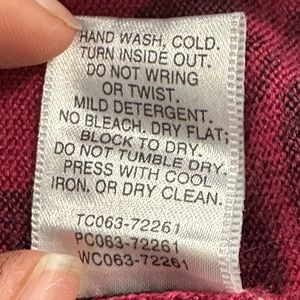 HAND WASH, COLD.
TURN INSIDE OUT.
DO NOT WRING
OR TWIST.
MILD DETERGENT.
NO BLEACH. DRY FLAT;
BLOCK TO DRY.
DO NOT TUMBLE DRY.
PRESS WITH COOL
IRON. OR DRY CLEAN.
TC063-72261
PC063-72261
WC063-72261